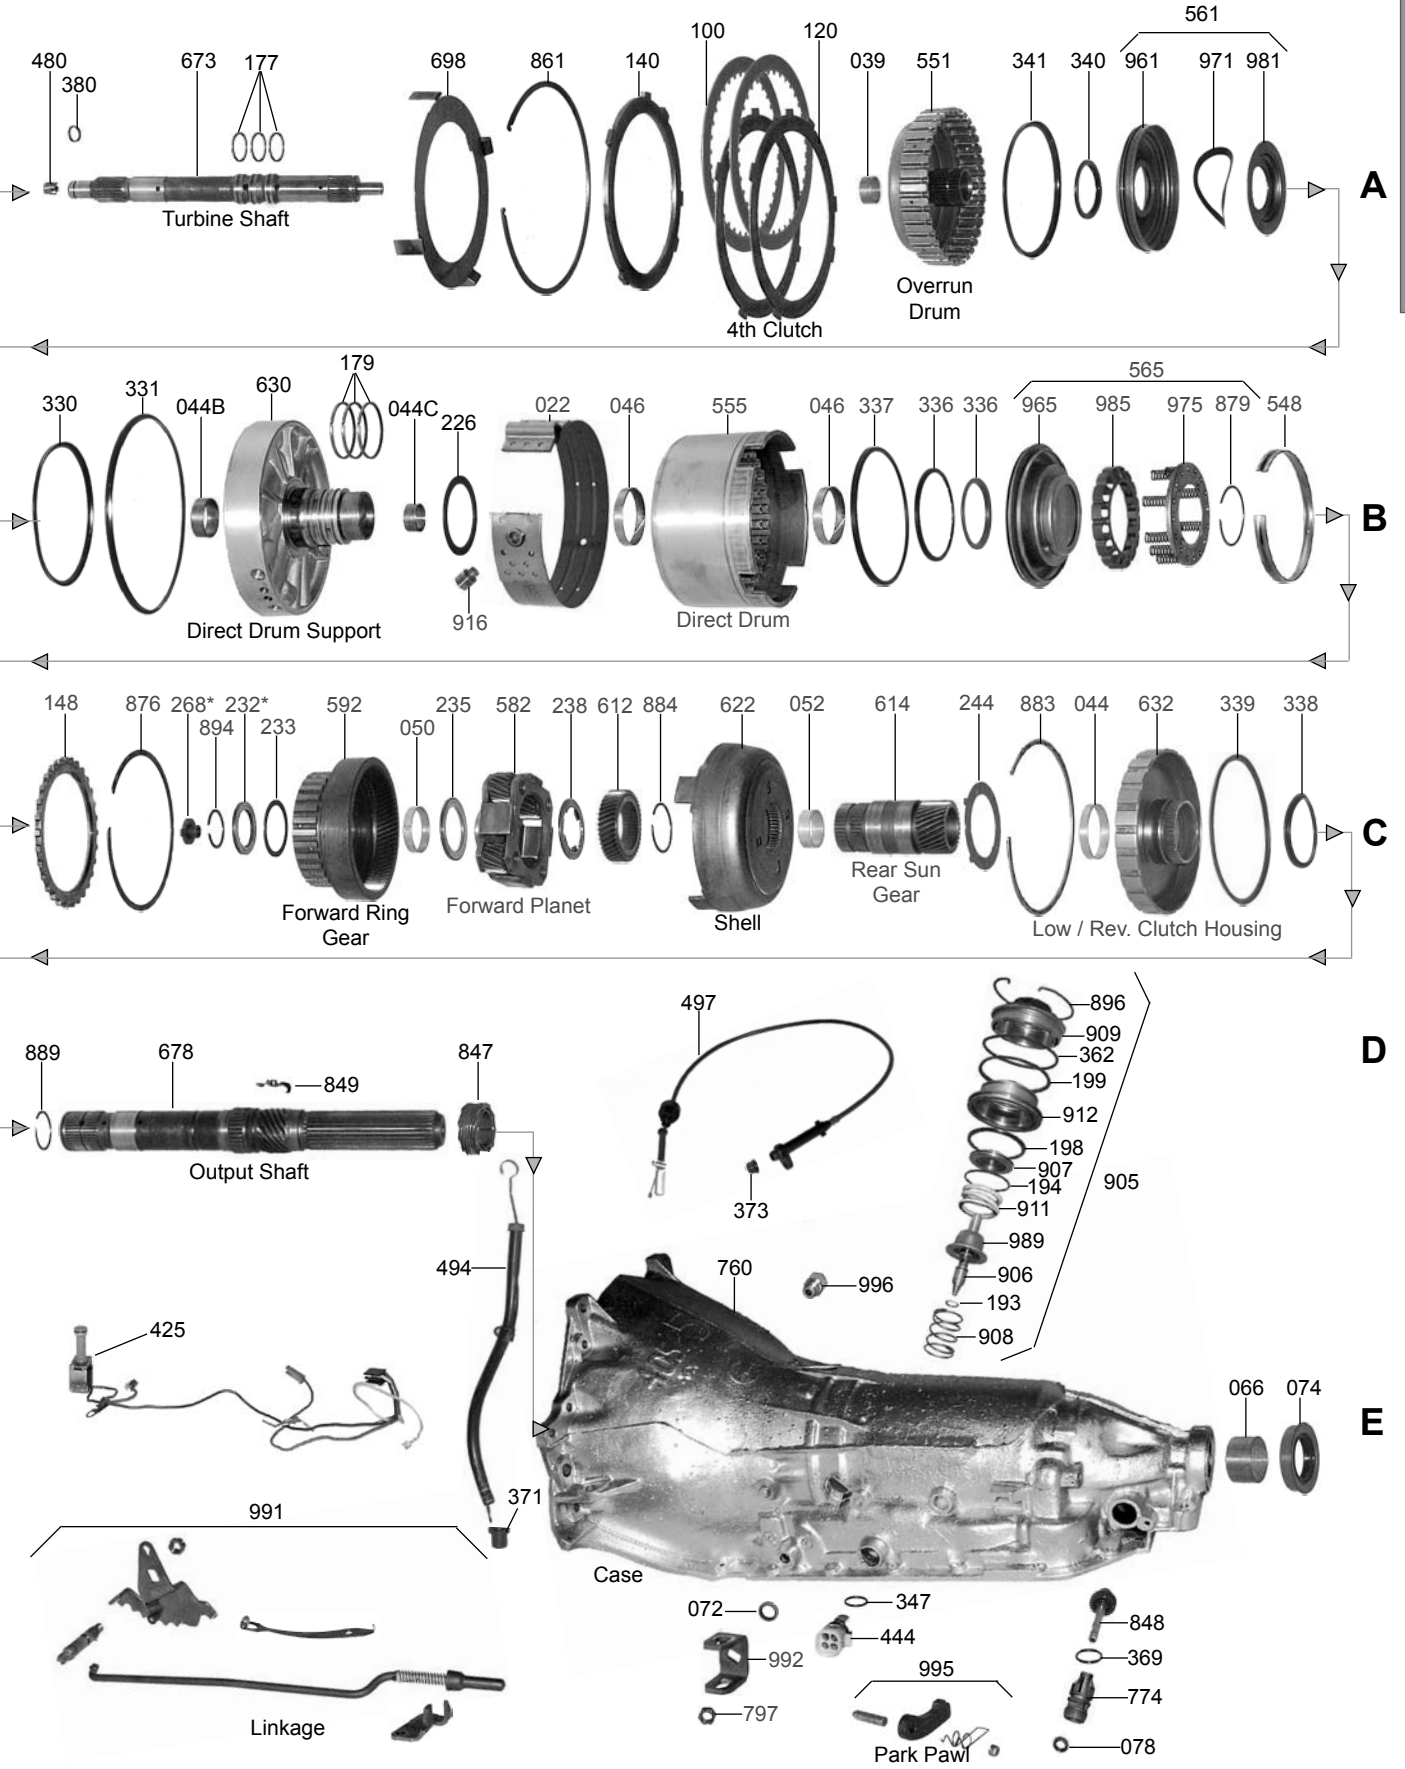 561
100 120
480 673 177 698 861 140 039 551 341 340 961 971 981
380
A
Turbine Shaft
Overrun
Drum
4th Clutch
179
630 565
330 331 044B 044C 022 046 555 046 337 336 336 965 985 975 879 548
226
B
916 Direct Drum
Direct Drum Support
148 876 268* 232* 592 235 582 238 612 884 622 052 614 244 883 044 632 339 338
894 233 050
C
Rear Sun
Gear
Forward Ring
Gear
Forward Planet
Shell
Low / Rev. Clutch Housing
497 896
909
D
889 678 847 362
849 199
912
198
907
Output Shaft
194 905
911
373
989
494 760 906
996
193
425 908
066 074
E
371
991
Case
072 347
848
444
992 369
995
774
797
Linkage
Park Pawl
078